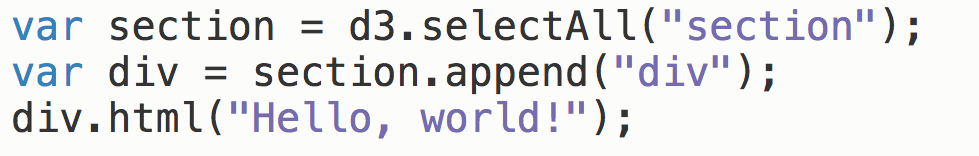 var section = d3.selectAll("section");
var div = section.append("div");
div.html("Hello, world!");